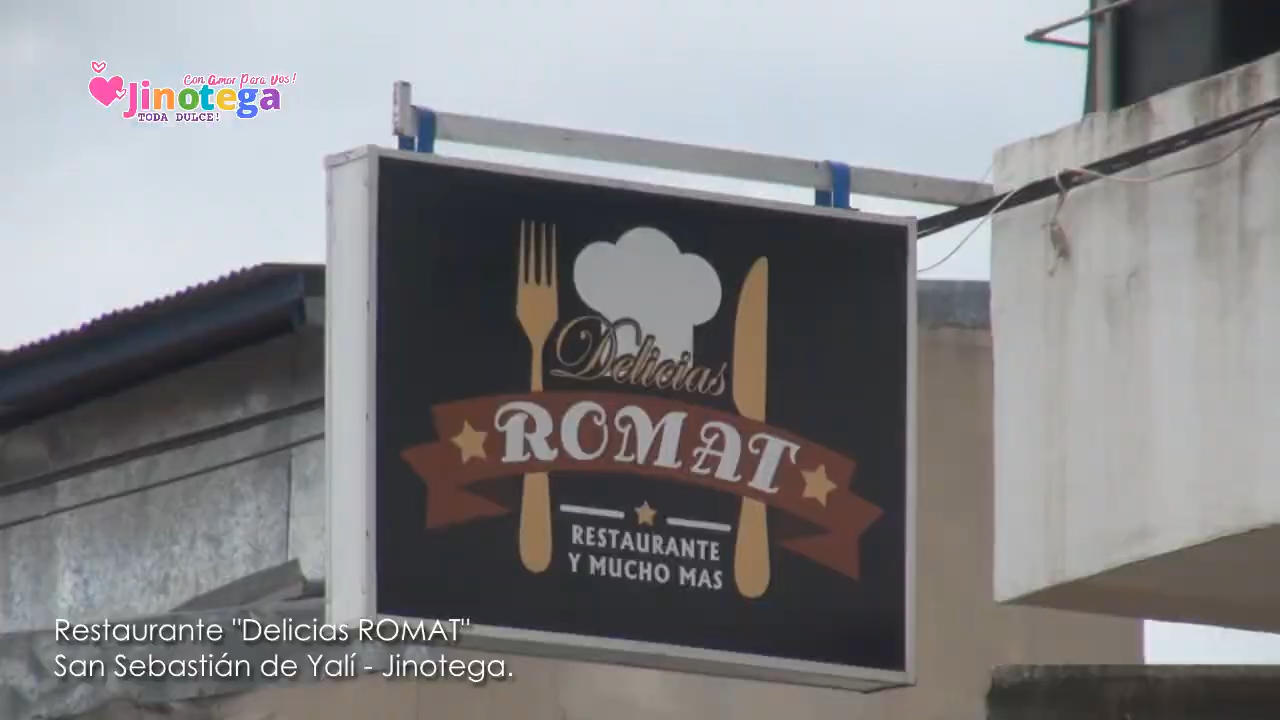 Con Amor Para Vos!
Jinotega
TODA DULCE!
Delicias
ROMAT
RESTAURANTE
Y MUCHO MAS
Restaurante "Delicias ROMAT"
San Sebastián de Yalí - Jinotega.